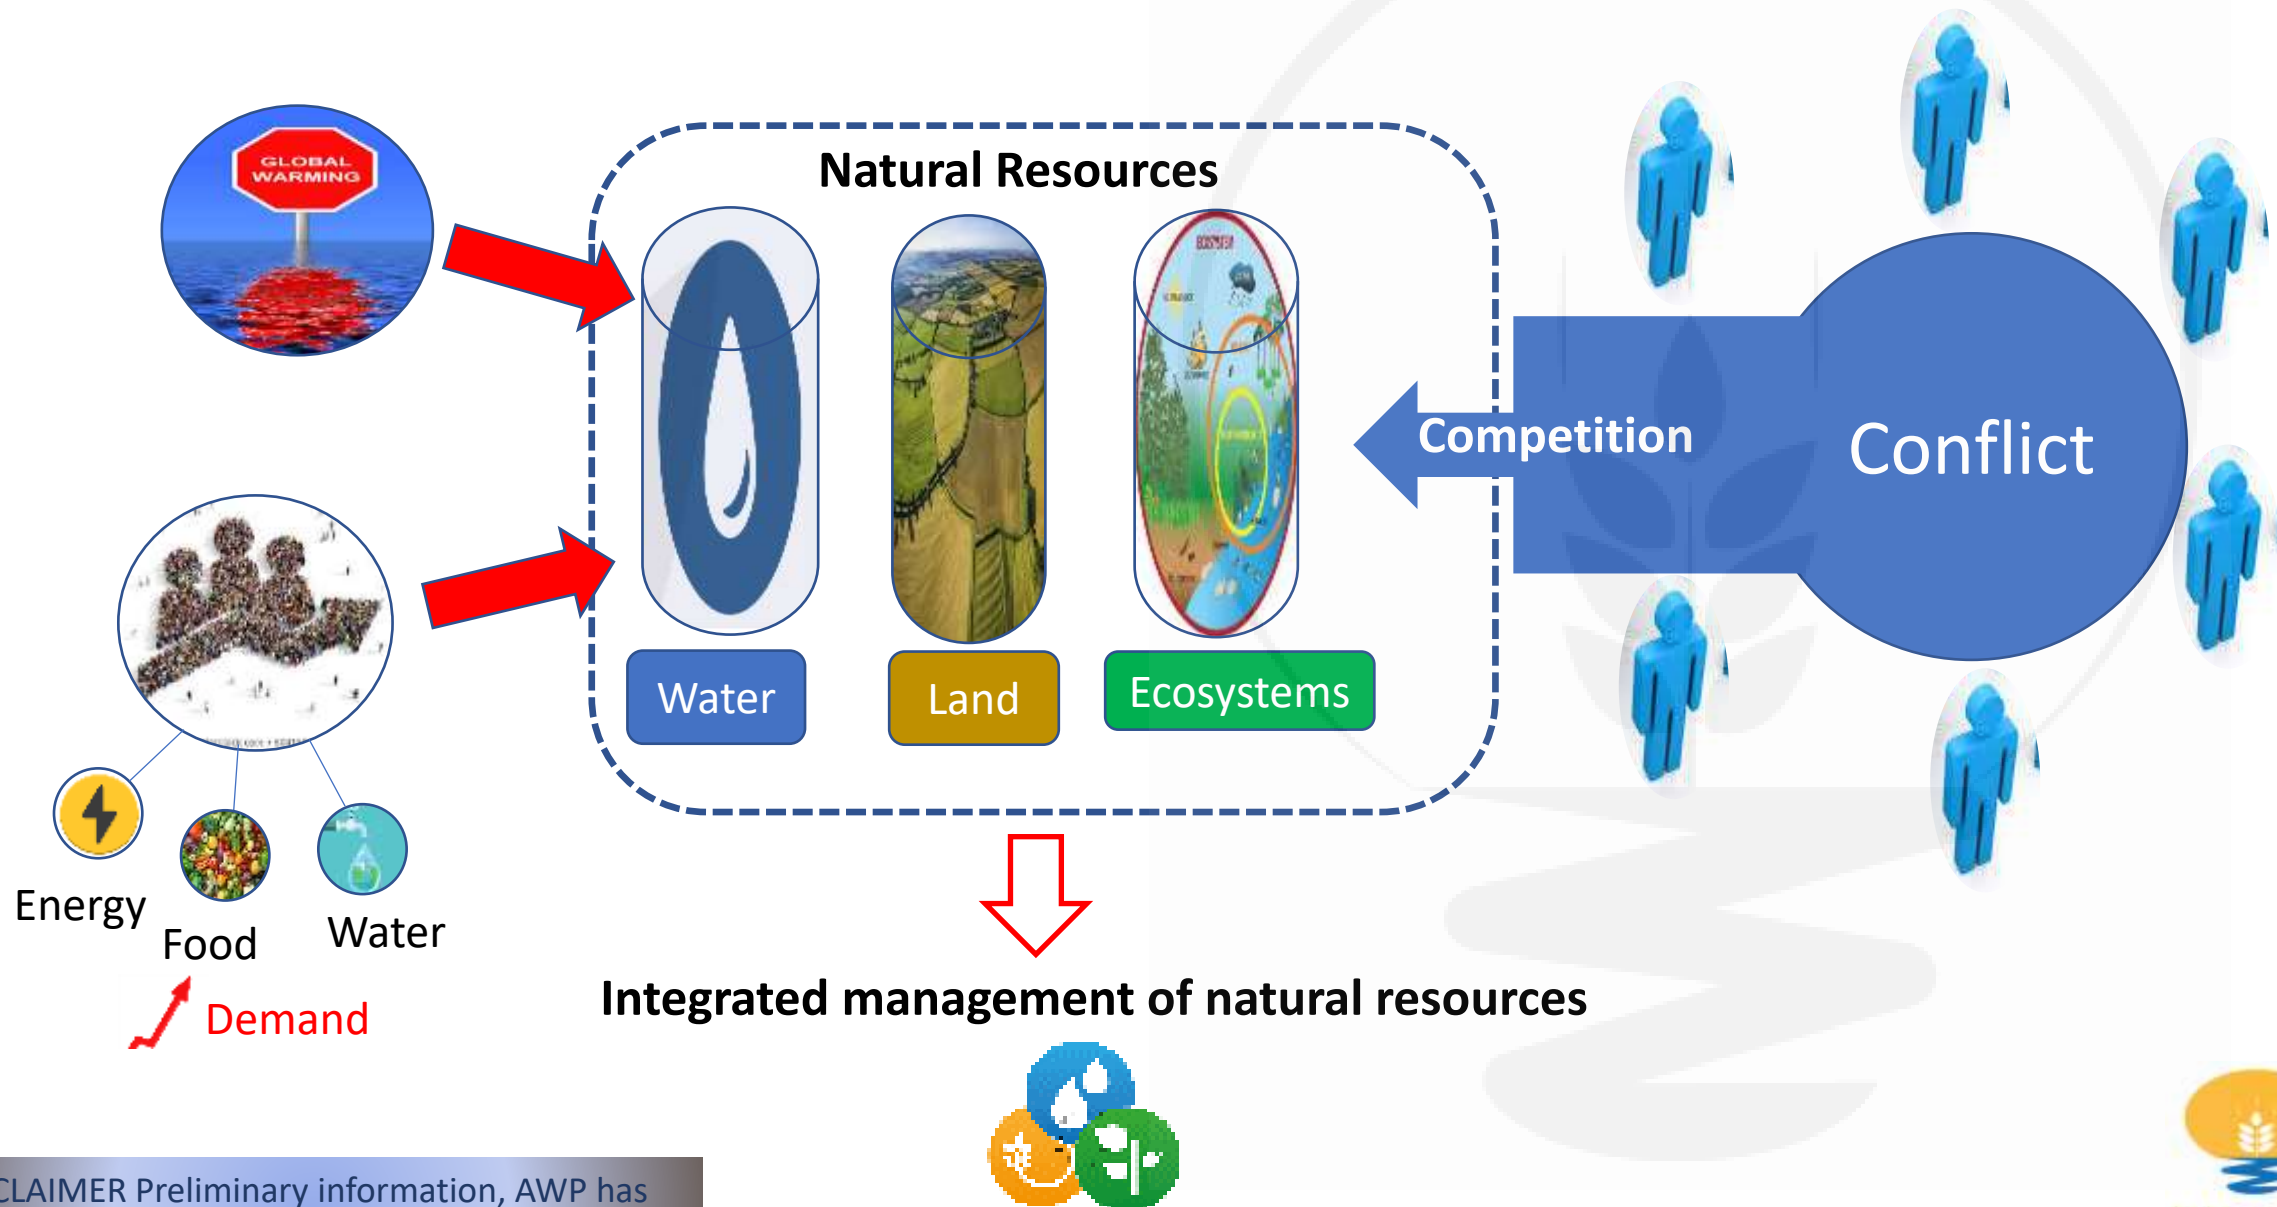 GLOBAL
WARMING
Natural Resources
Water
Land
Ecosystems
Competition
Conflict
Energy
Food
Water
Demand
Integrated management of natural resources
CLAIMER Preliminary information, AWP has